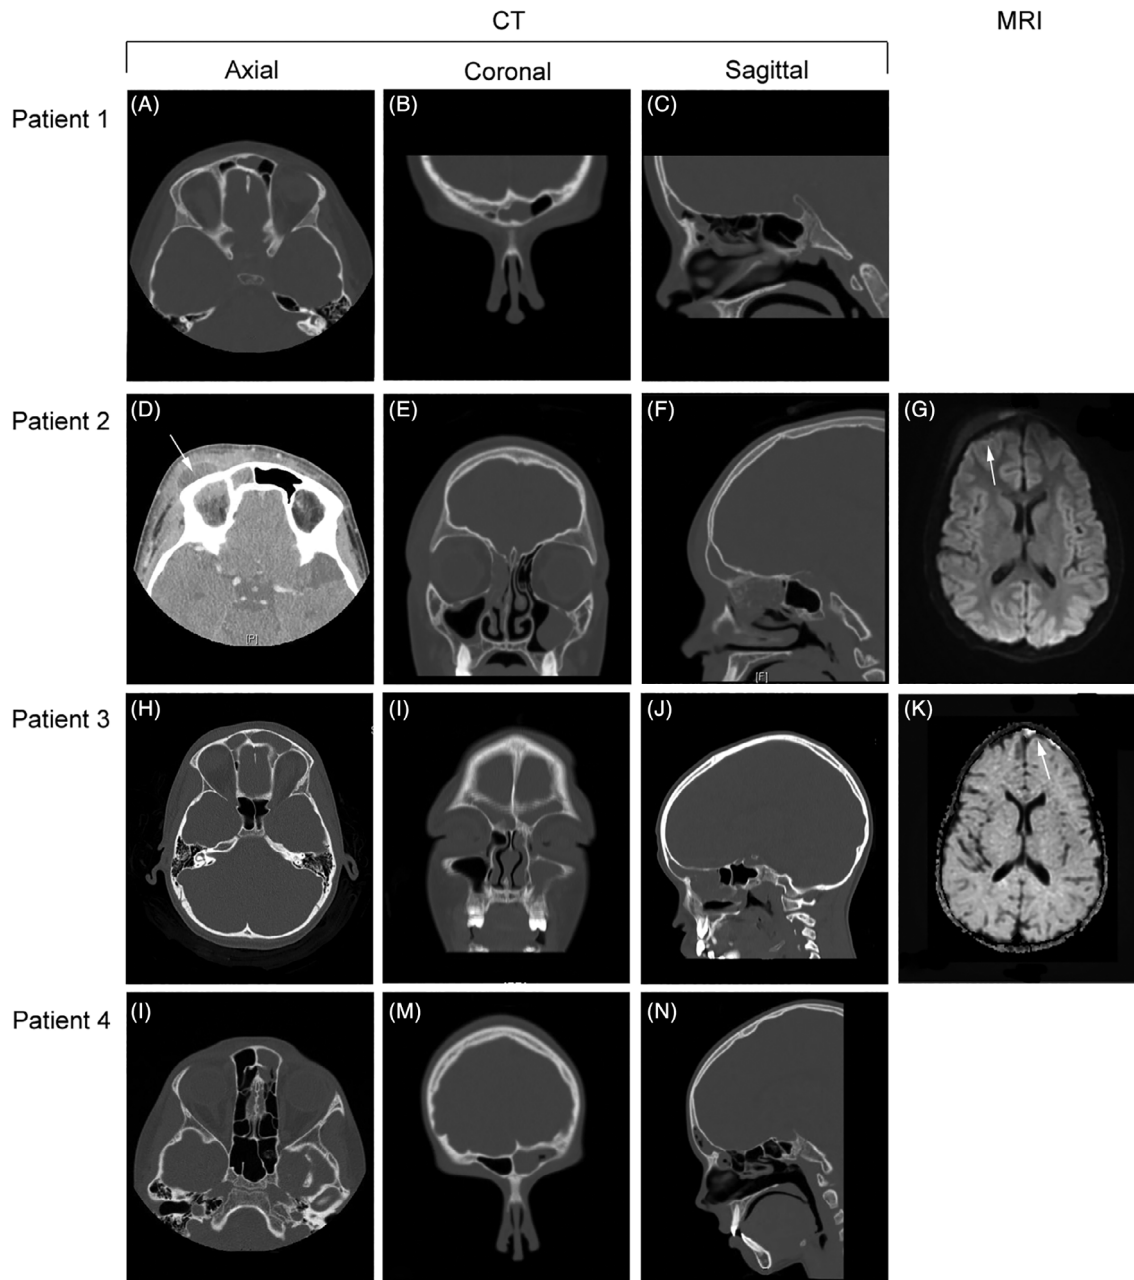 CT MRI
Axial Coronal Sagittal
Patient 1 (A) (B) (C)
Patient 2 (D) (E) (F) (G)
[P] [F]
Patient 3 (H) (I) (J) (K)
Patient 4 (I) (M) (N)